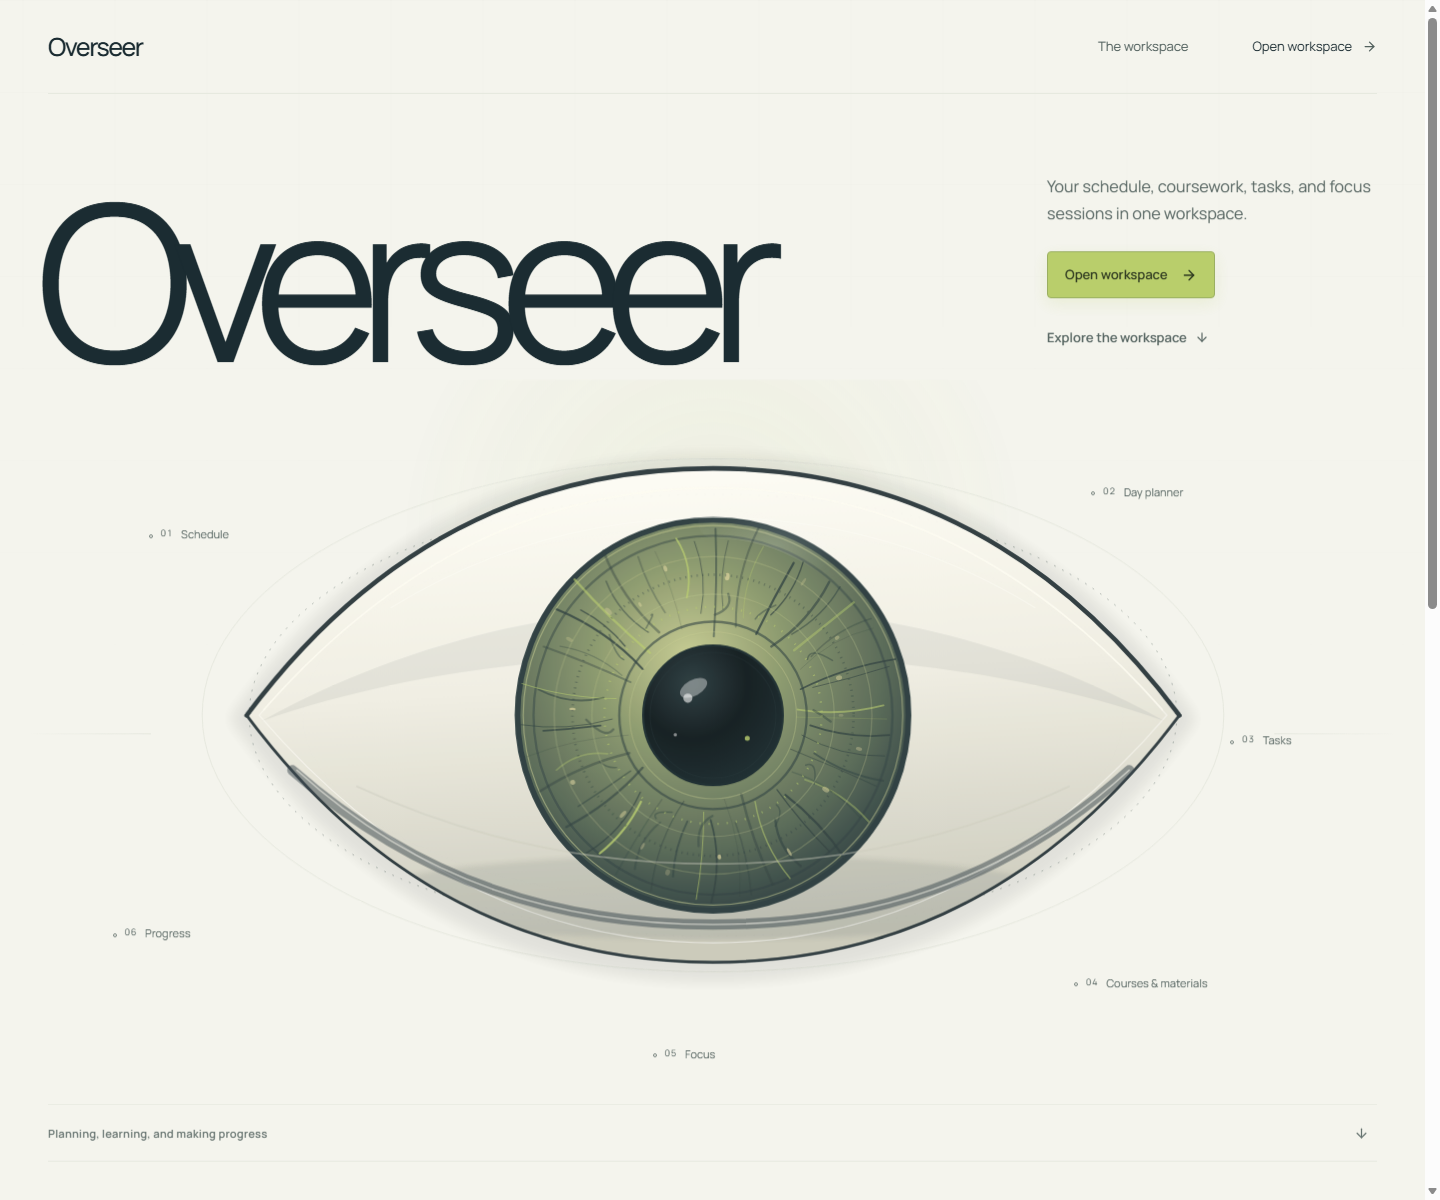 Overseer
The workspace
Open workspace →
Overseer
Your schedule, coursework, tasks, and focus
sessions in one workspace.
Open workspace →
Explore the workspace ↓
01 Schedule
02 Day planner
03 Tasks
06 Progress
04 Courses & materials
05 Focus
Planning, learning, and making progress ↓